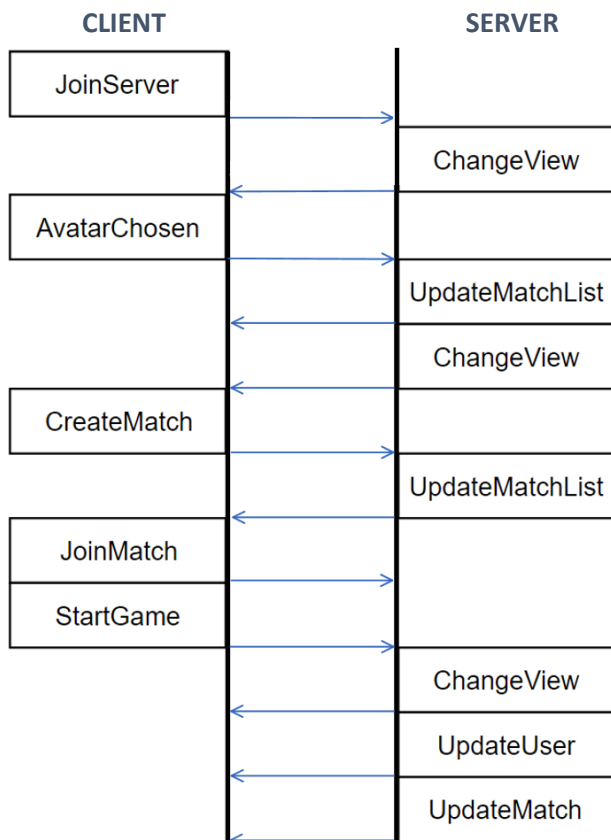 CLIENT
SERVER
JoinServer
ChangeView
AvatarChosen
UpdateMatchList
ChangeView
CreateMatch
UpdateMatchList
JoinMatch
StartGame
ChangeView
UpdateUser
UpdateMatch